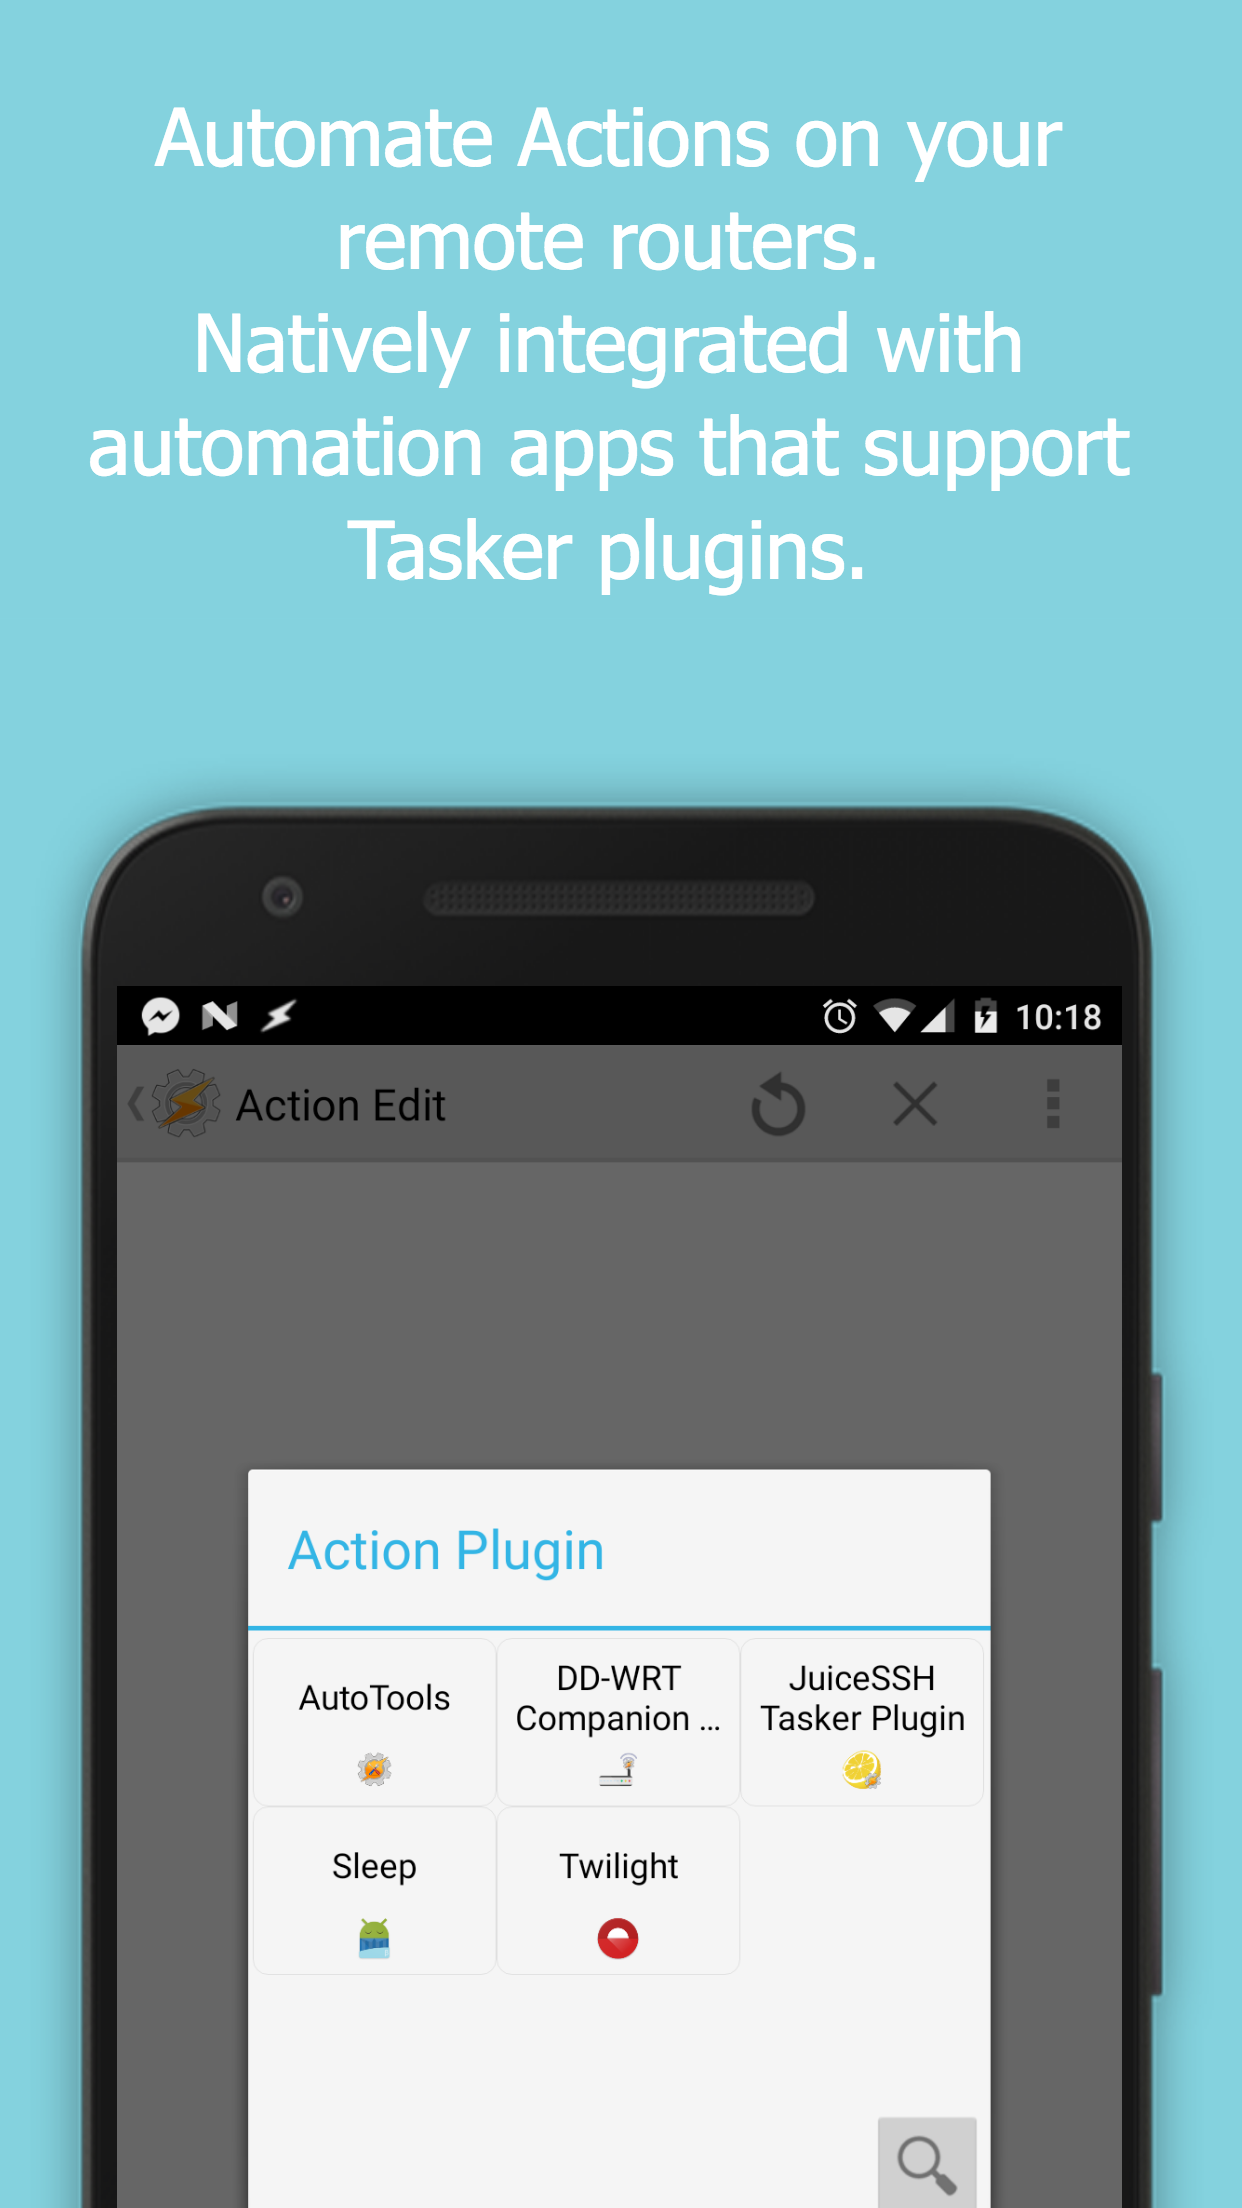 Automate Actions on your
remote routers.
Natively integrated with
automation apps that support
Tasker plugins.
10:18
Action Edit
Action Plugin
AutoTools
DD-WRT
Companion ...
JuiceSSH
Tasker Plugin
Sleep
Twilight